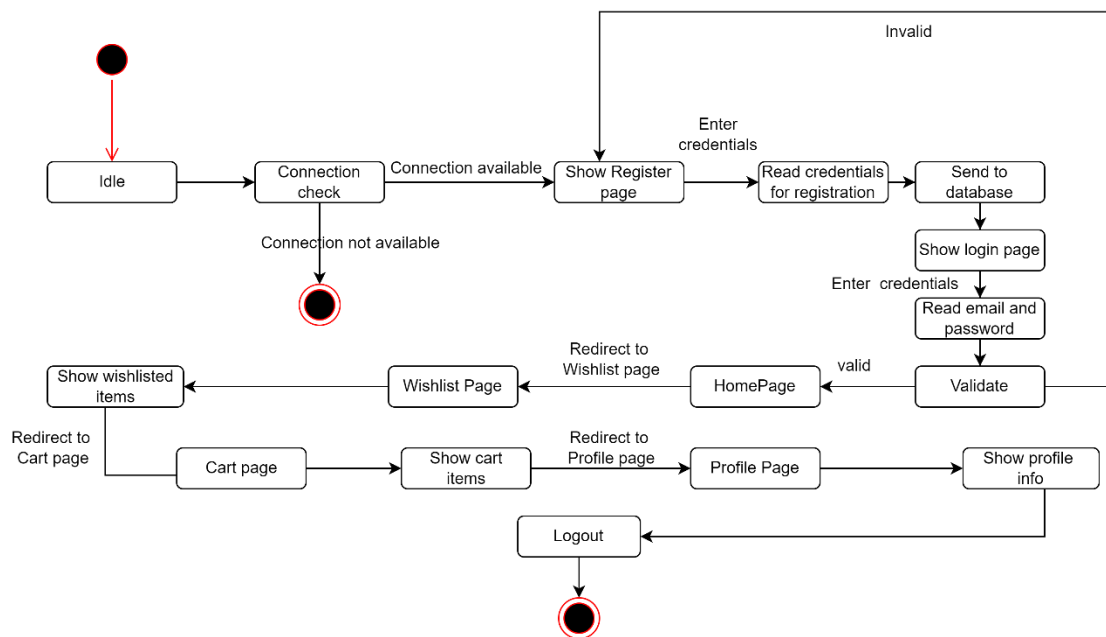 Invalid
Enter
credentials
Idle
Connection
check
Connection available
Show Register
page
Read credentials
for registration
Send to
database
Connection not available
Show login page
Enter  credentials
Read email and
password
Show wishlisted
items
Wishlist Page
Redirect to
Wishlist page
HomePage
valid
Validate
Redirect to
Cart page
Cart page
Show cart
items
Redirect to
Profile page
Profile Page
Show profile
info
Logout